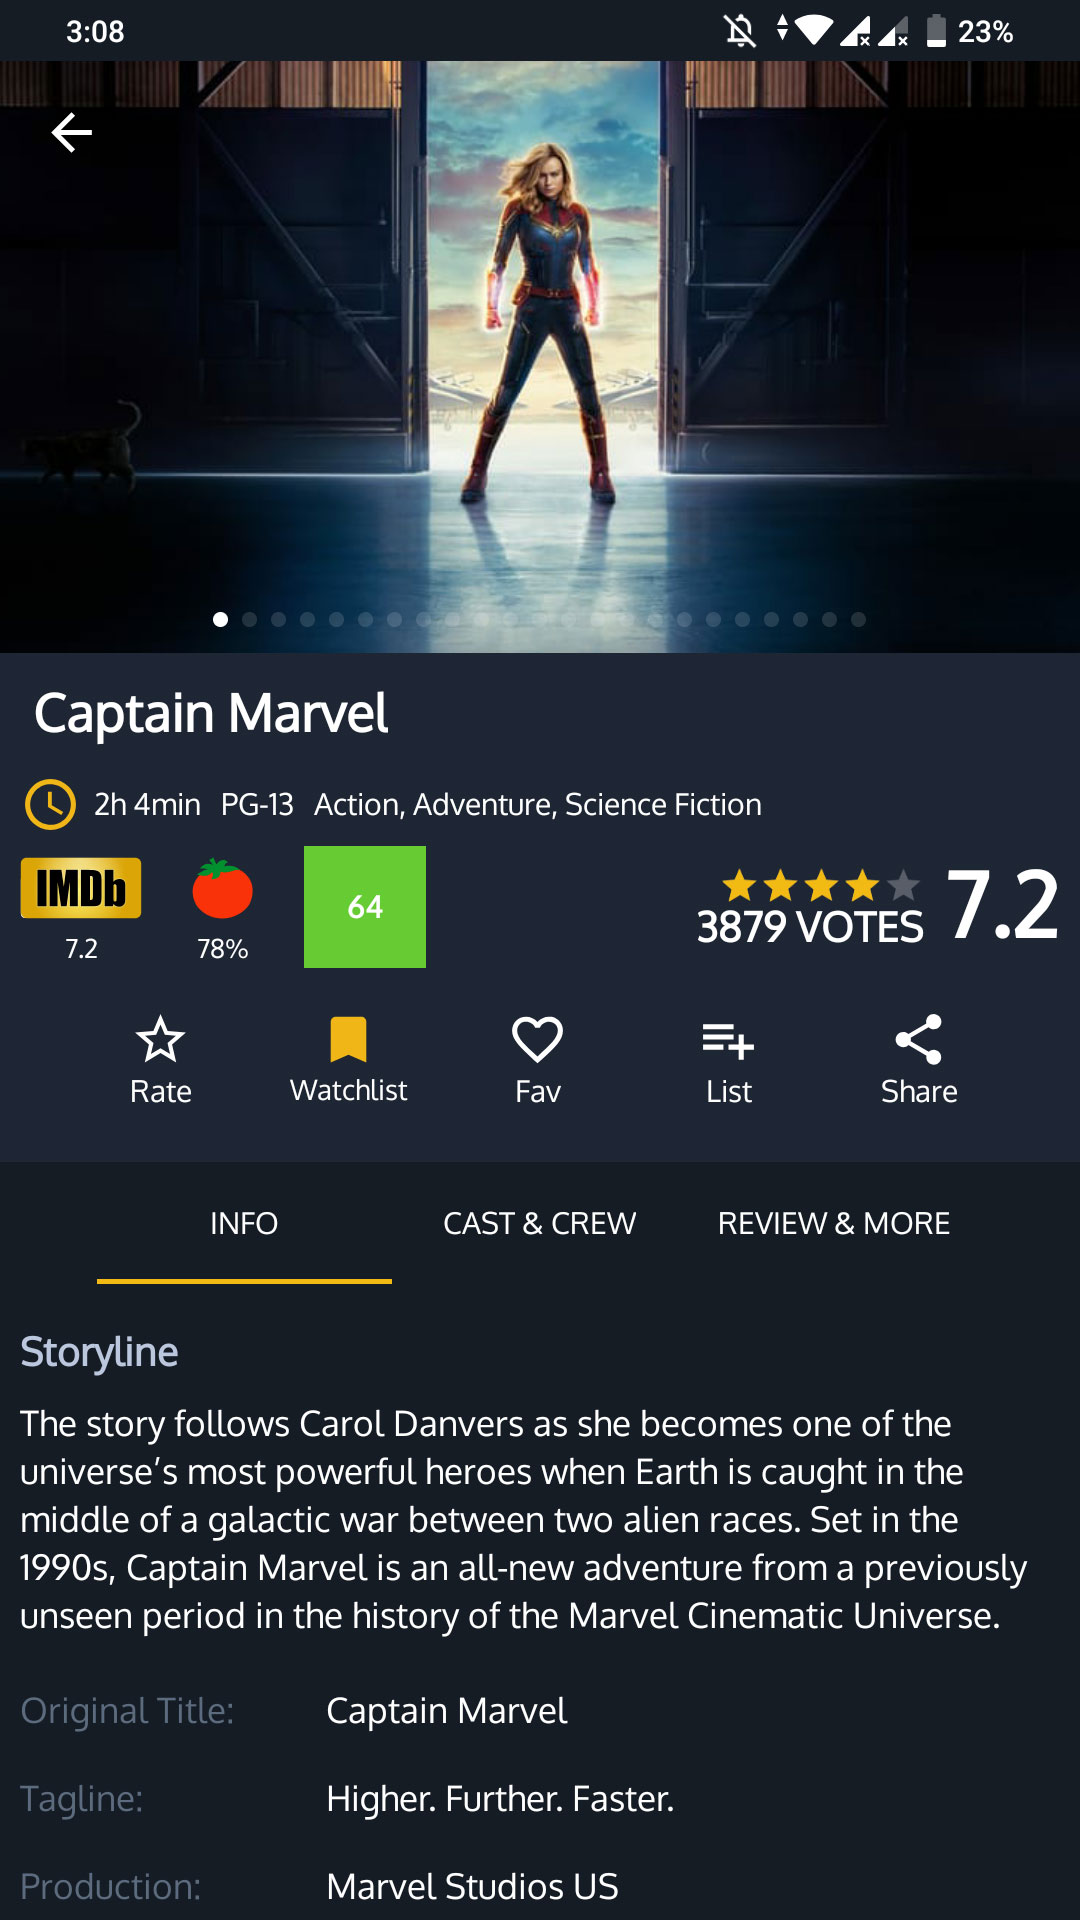 3:08
23%
Captain Marvel
2h 4min PG-13 Action, Adventure, Science Fiction
IMDb
7.2
78%
64
3879 VOTES
7.2
Rate
Watchlist
Fav
List
Share
INFO
CAST & CREW
REVIEW & MORE
Storyline
The story follows Carol Danvers as she becomes one of the
universe’s most powerful heroes when Earth is caught in the
middle of a galactic war between two alien races. Set in the
1990s, Captain Marvel is an all-new adventure from a previously
unseen period in the history of the Marvel Cinematic Universe.
Original Title: Captain Marvel
Tagline: Higher. Further. Faster.
Production: Marvel Studios US